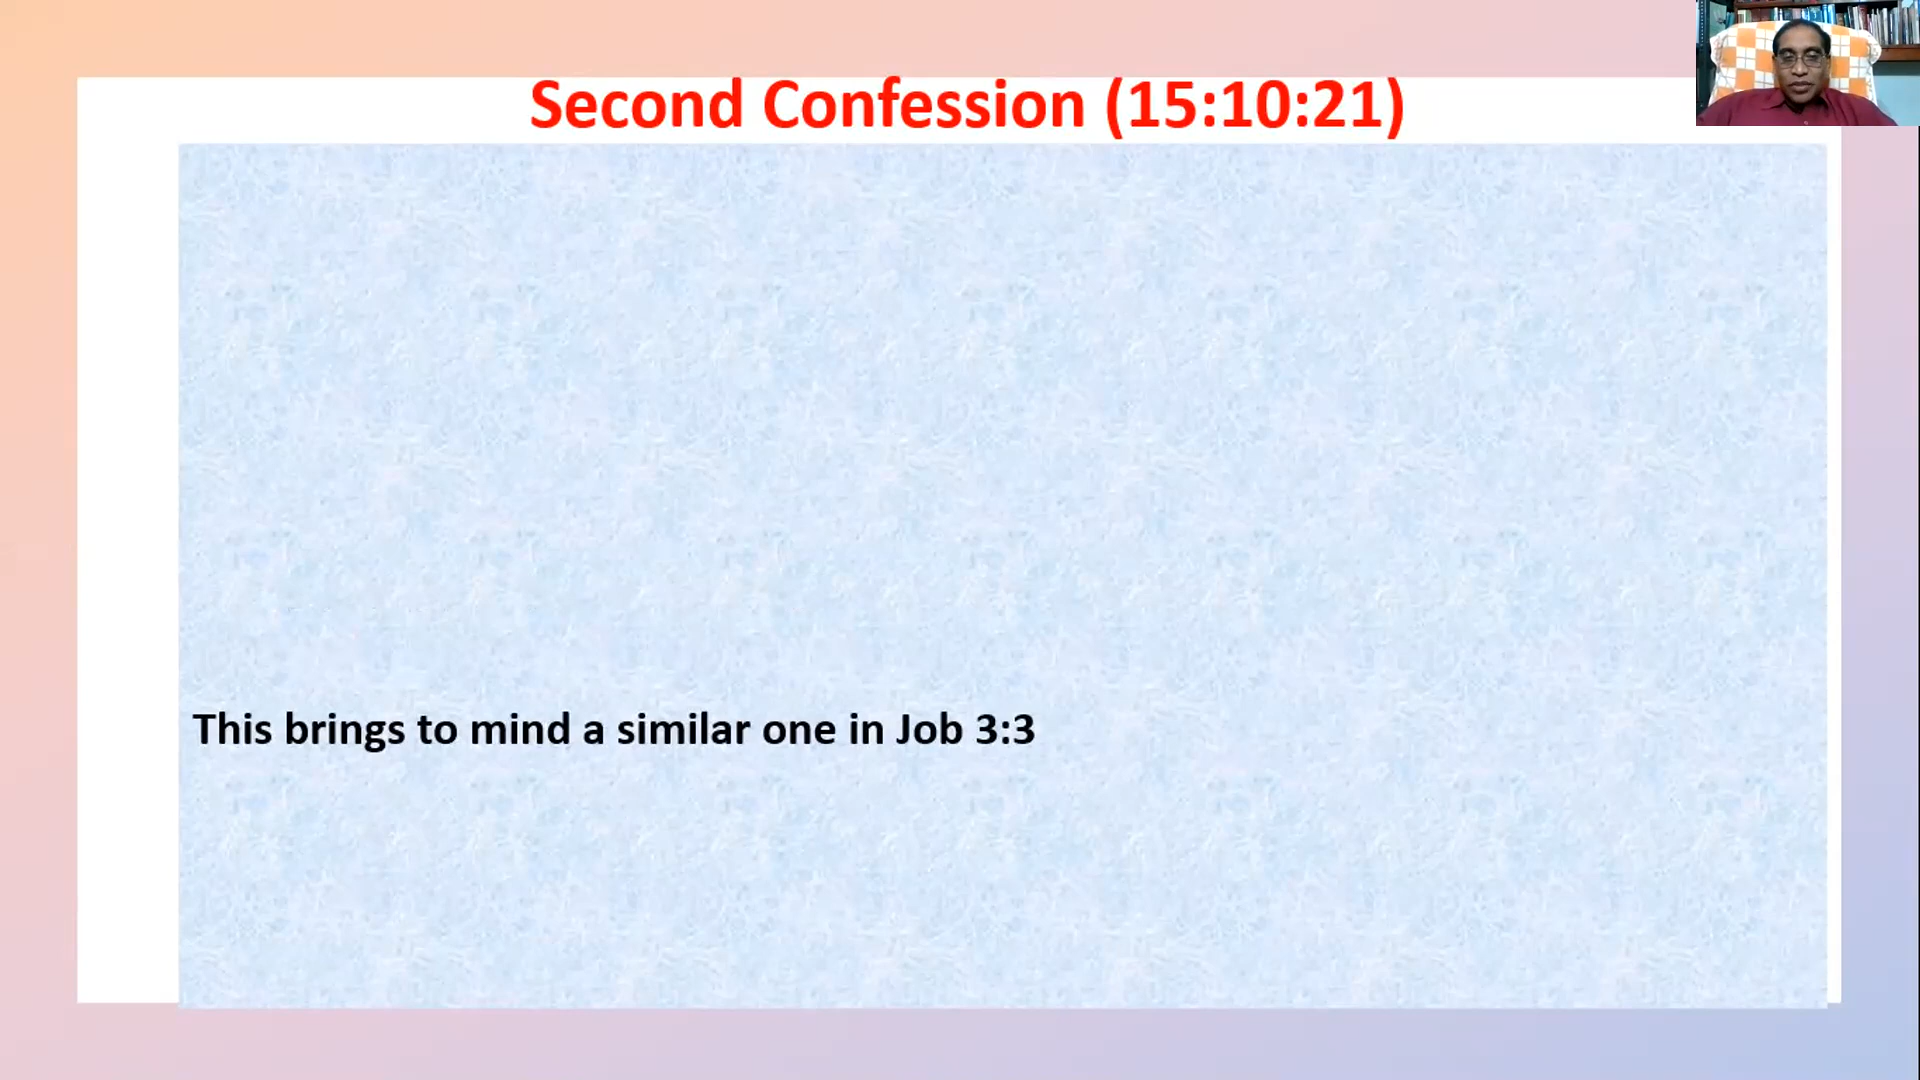 Second Confession (15:10:21)
This brings to mind a similar one in Job 3:3